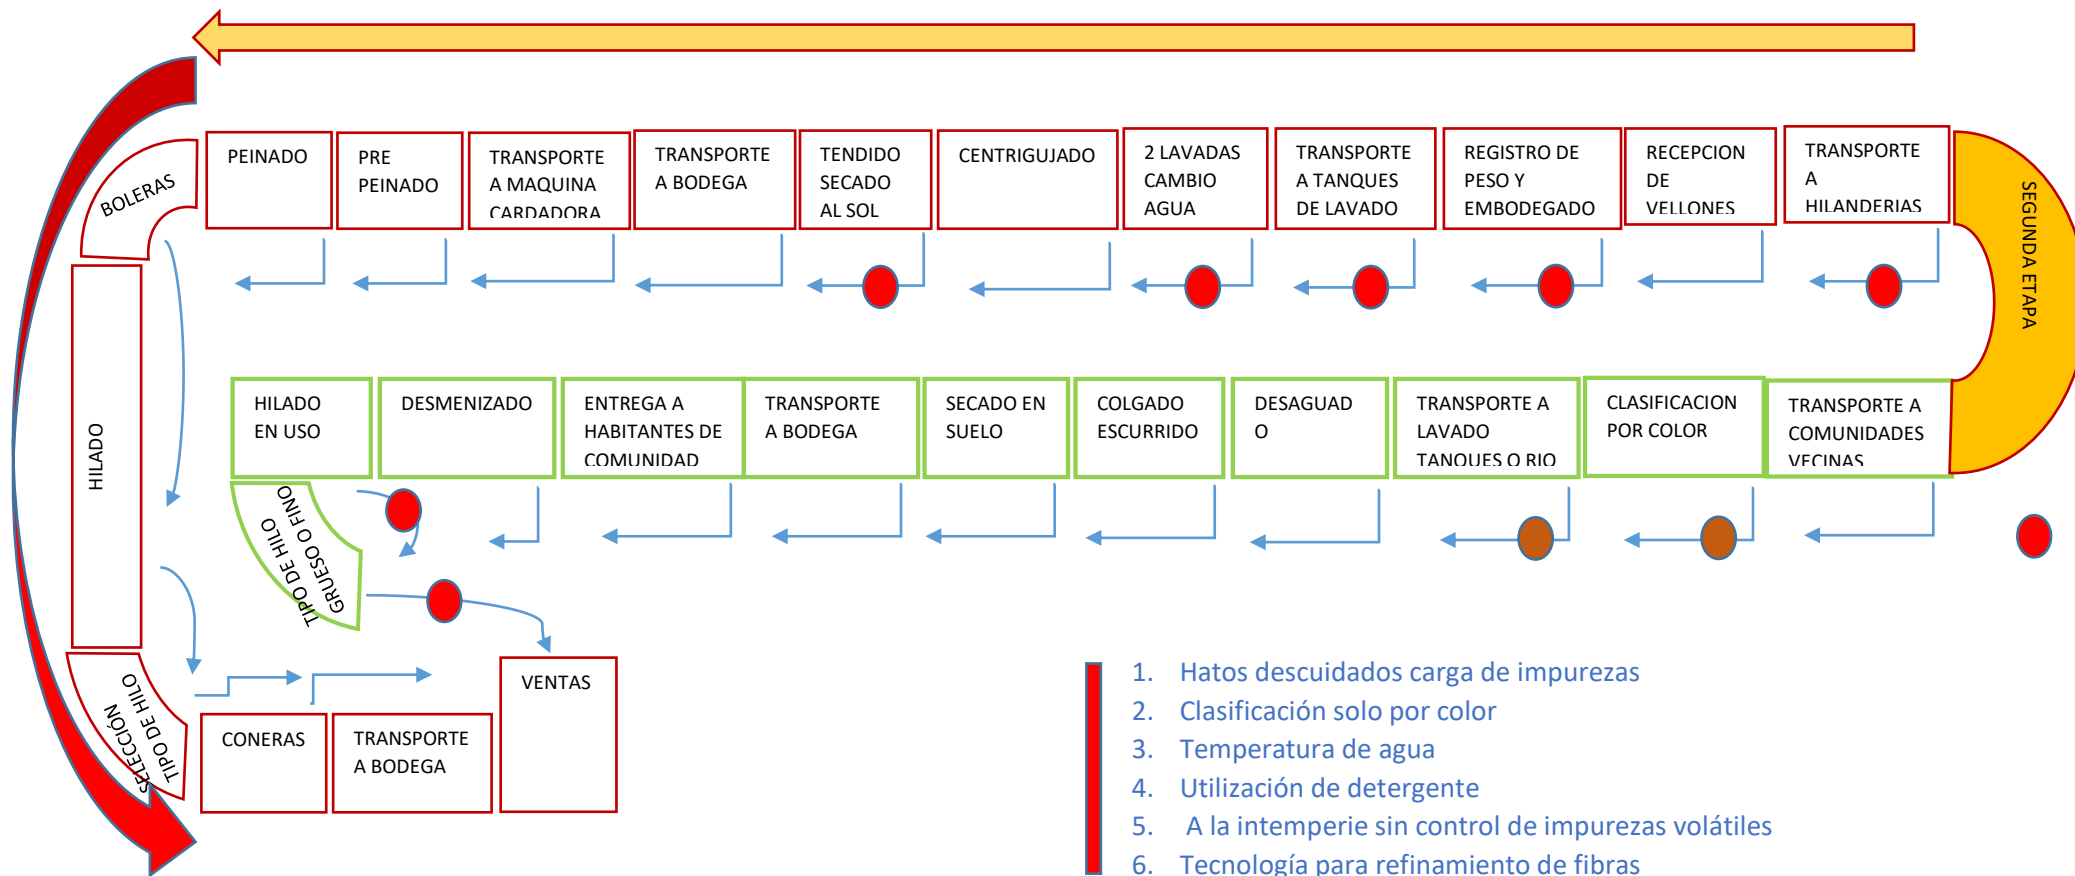 PEINADO
PRE
PEINADO
TRANSPORTE
A MAQUINA
CARDADORA
TRANSPORTE
A BODEGA
TENDIDO
SECADO
AL SOL
CENTRIGUJADO
2 LAVADAS
CAMBIO
AGUA
TRANSPORTE
A TANQUES
DE LAVADO
REGISTRO DE
PESO Y
EMBODEGADO
RECEPCION
DE
VELLONES
TRANSPORTE
A
HILANDERIAS
SEGUNDA ETAPA
BOLERAS
HILADO
HILADO
EN USO
DESMENIZADO
ENTREGA A
HABITANTES DE
COMUNIDAD
TRANSPORTE
A BODEGA
SECADO EN
SUELO
COLGADO
ESCURRIDO
DESAGUAD
O
TRANSPORTE A
LAVADO
TANQUES O RIO
CLASIFICACION
POR COLOR
TRANSPORTE A
COMUNIDADES
VECINAS
TIPO DE HILO
GRUESO O FINO
SELECCIÓN
TIPO DE HILO
CONERAS
TRANSPORTE
A BODEGA
VENTAS
1. Hatos descuidados carga de impurezas
2. Clasificación solo por color
3. Temperatura de agua
4. Utilización de detergente
5. A la intemperie sin control de impurezas volátiles
6. Tecnología para refinamiento de fibras